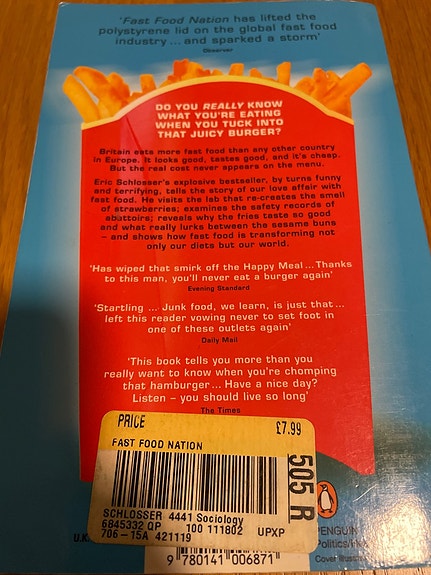 'Fast Food Nation has lifted the
polystyrene lid on the global fast food
industry ... and sparked a storm'
Observer
DO YOU REALLY KNOW
WHAT YOU'RE EATING
WHEN YOU TUCK INTO
THAT JUICY BURGER?
Britain eats more fast food than any other country
in Europe. It looks good, tastes good, and it's cheap.
But the real cost never appears on the menu.
Eric Schlosser's explosive bestseller, by turns funny
and terrifying, tells the story of our love affair with
fast food. He visits the lab that re-creates the smell
of strawberries; examines the safety records of
abattoirs; reveals why the fries taste so good
and what really lurks between the sesame buns
– and shows how fast food is transforming not
only our diets but our world.
'Has wiped that smirk off the Happy Meal ... Thanks
to this man, you'll never eat a burger again'
Evening Standard
'Startling ... Junk food, we learn, is just that ...
left this reader vowing never to set foot in
one of these outlets again'
Daily Mail
'This book tells you more than you
really want to know when you're chomping
that hamburger ... Have a nice day?
Listen – you should live so long'
The Times
PRICE £7.99
FAST FOOD NATION
505 R
SCHLOSSER 4441 Sociology
6845332 QP 100 111802 UPXP
706-15A 421119
U.K.
PENGUIN
Politics/
Cover
9 780141 006871